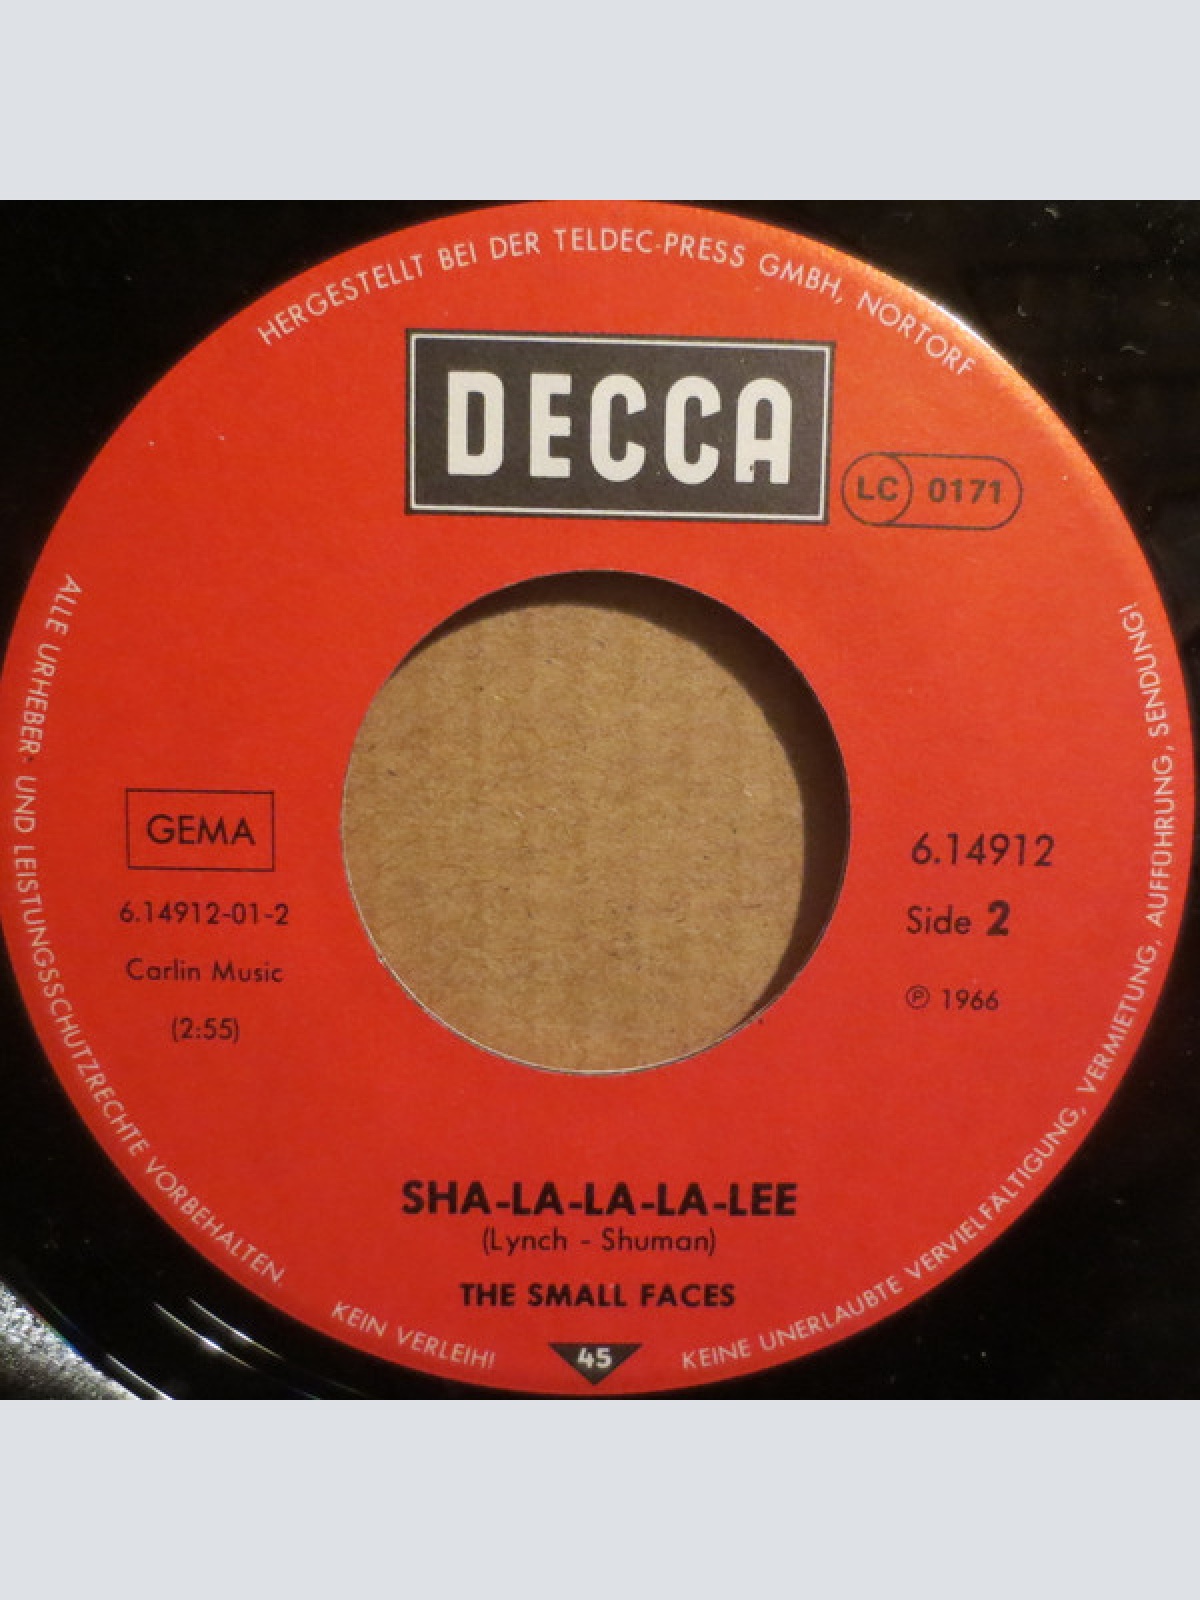 HERGESTELLT BEI DER TELDEC-PRESS GMBH, NORTORF
DECCA
LC 0171
ALLE URHEBER- UND LEISTUNGSSCHUTZRECHTE VORBEHALTEN.
KEIN VERLEIH!
KEINE UNERLAUBTE VERVIELFÄLTIGUNG, VERMIETUNG, AUFFÜHRUNG, SENDUNG!
GEMA
6.14912-01-2
Carlin Music
(2:55)
6.14912
Side 2
℗ 1966
SHA-LA-LA-LA-LEE
(Lynch - Shuman)
THE SMALL FACES
45